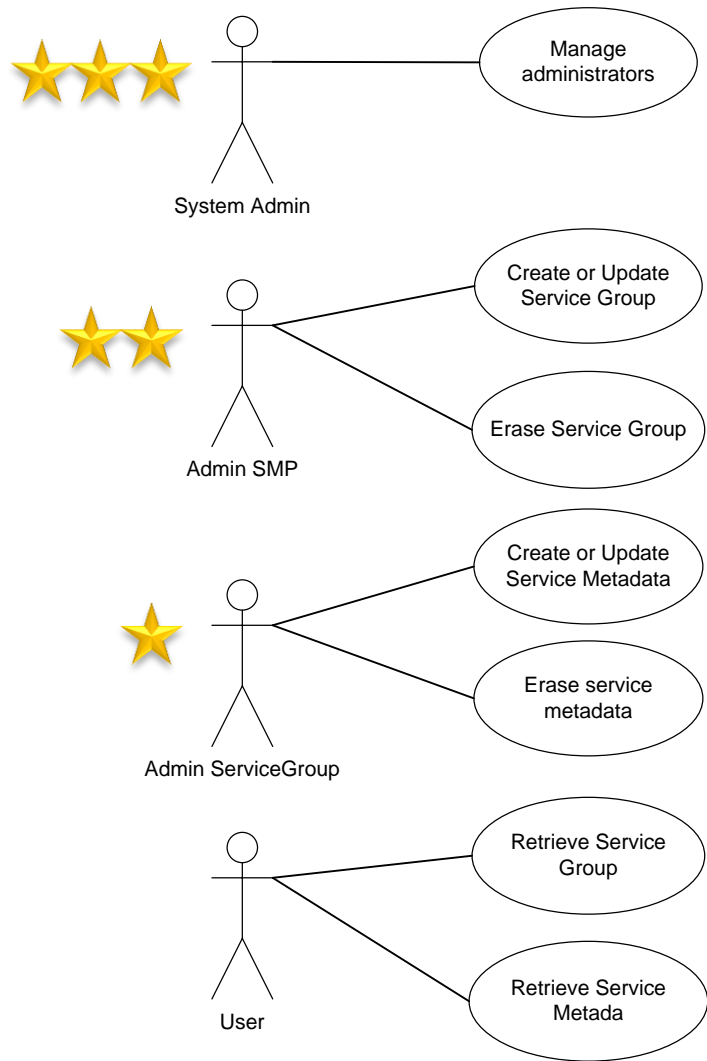 Manage
administrators
System Admin
Create or Update
Service Group
Erase Service Group
Admin SMP
Create or Update
Service Metadata
Erase service
metadata
Admin ServiceGroup
Retrieve Service
Group
Retrieve Service
Metada
User